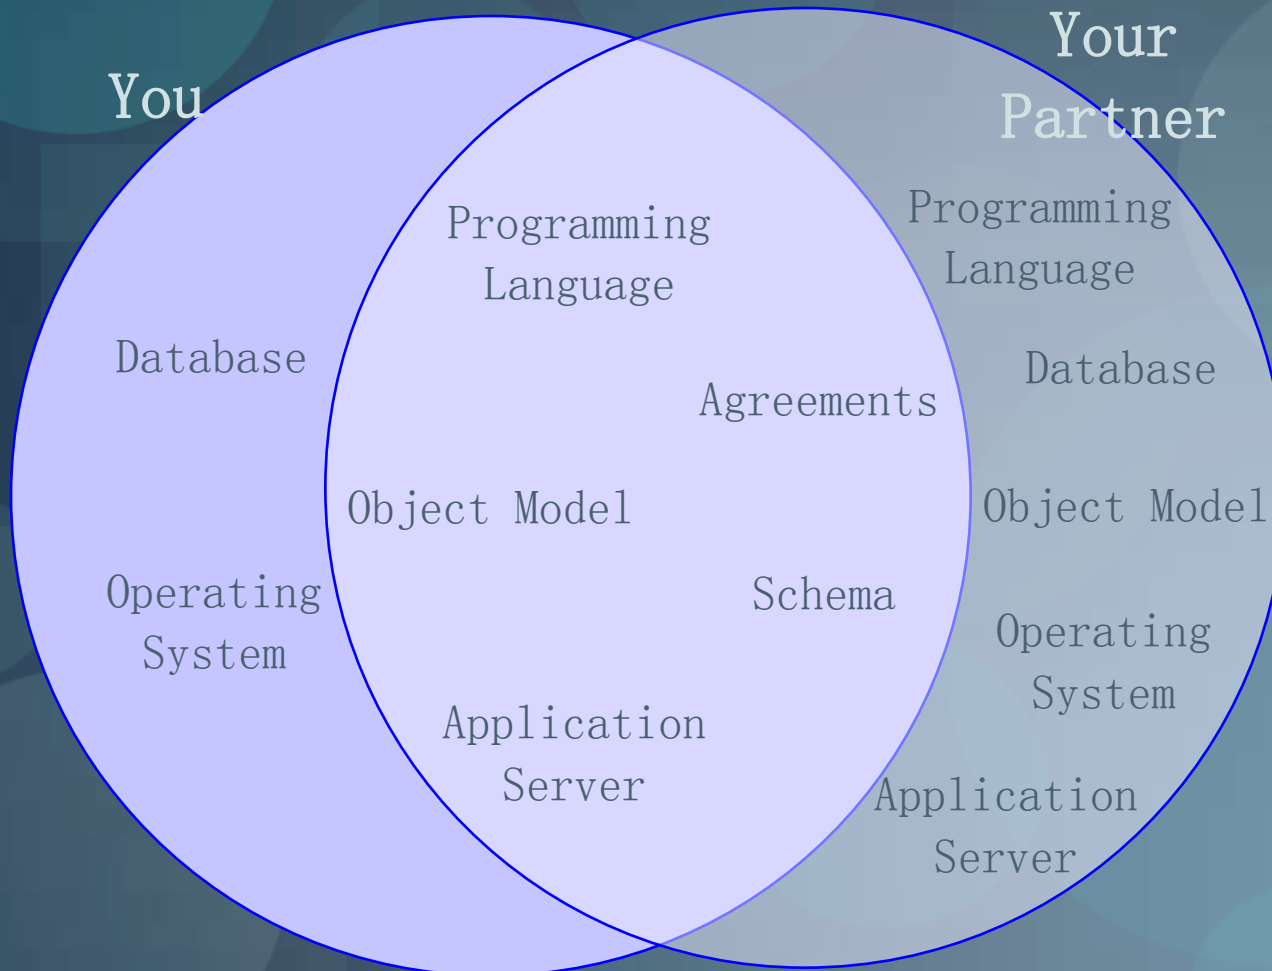 You
Your
Partner
Programming
Language
Programming
Language
Database
Database
Agreements
Object Model
Object Model
Operating
System
Schema
Operating
System
Application
Server
Application
Server